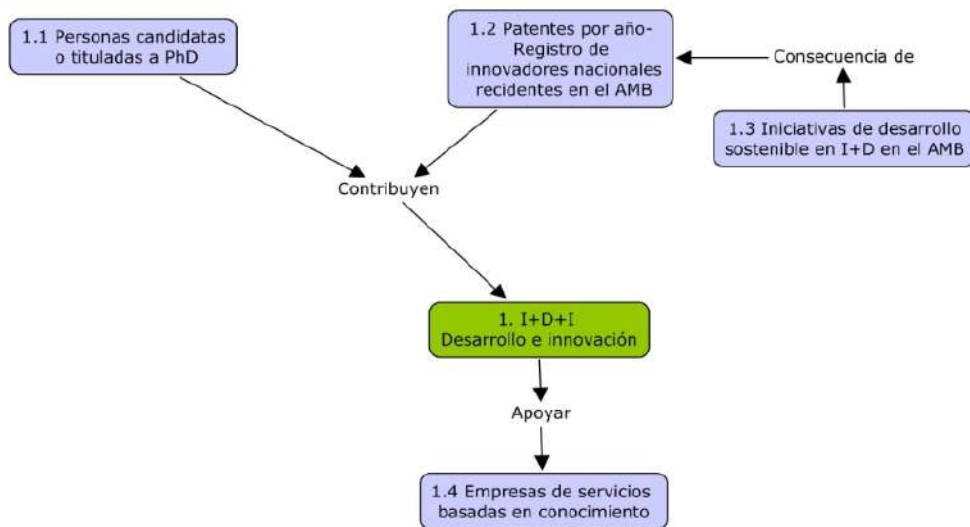 1.1 Personas candidatas
o tituladas a PhD
1.2 Patentes por año-
Registro de
innovadores nacionales
recidentes en el AMB
Consecuencia de
1.3 Iniciativas de desarrollo
sostenible en I+D en el AMB
Contribuyen
1. I+D+I
Desarrollo e innovación
Apoyar
1.4 Empresas de servicios
basadas en conocimiento